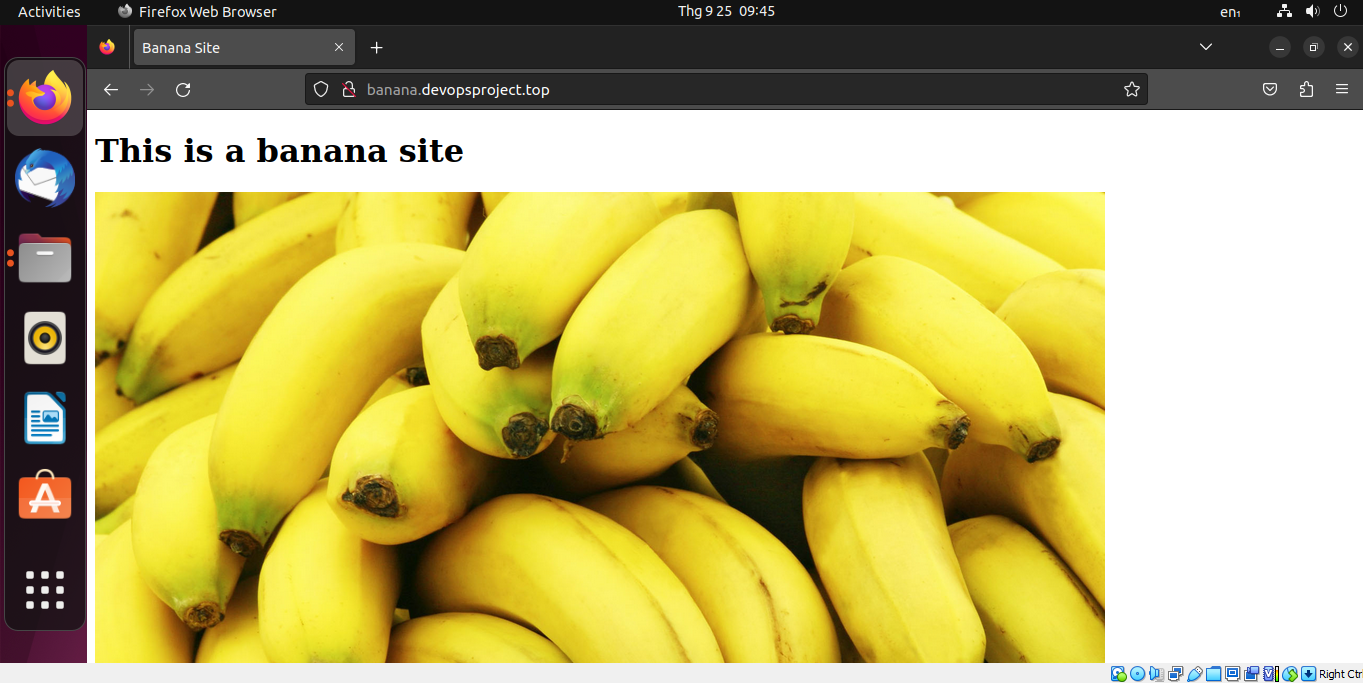 Activities
Firefox Web Browser
Thg 9 25 09:45
en₁
Banana Site
banana.devopsproject.top
This is a banana site
Right Ctr